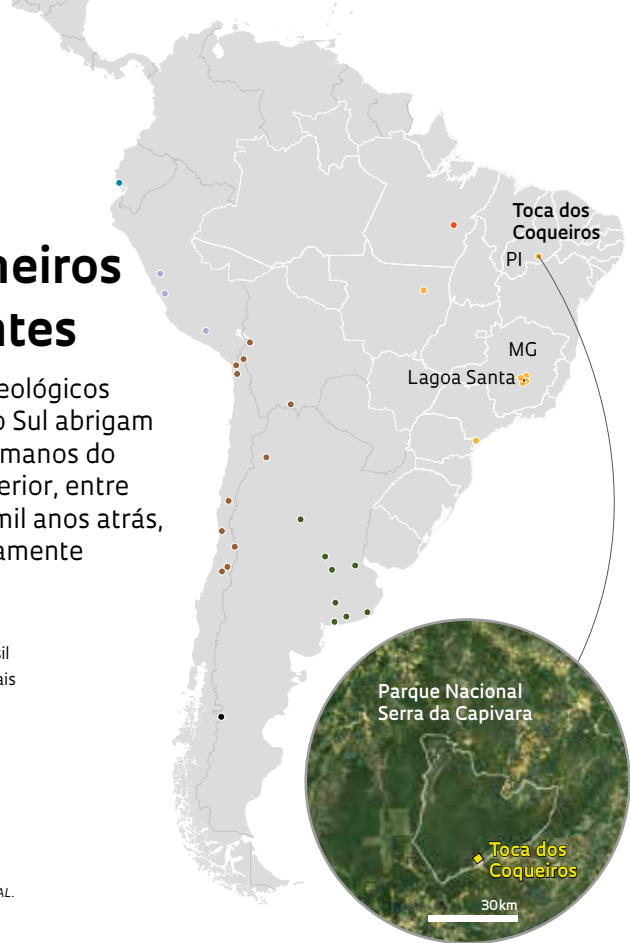 neiros
ntes
eológicos
o Sul abrigam
manos do
erior, entre
mil anos atrás,
amente
sil
ais
AL.
Toca dos
Coqueiros
PI
MG
Lagoa Santa
Parque Nacional
Serra da Capivara
Toca dos
Coqueiros
30km